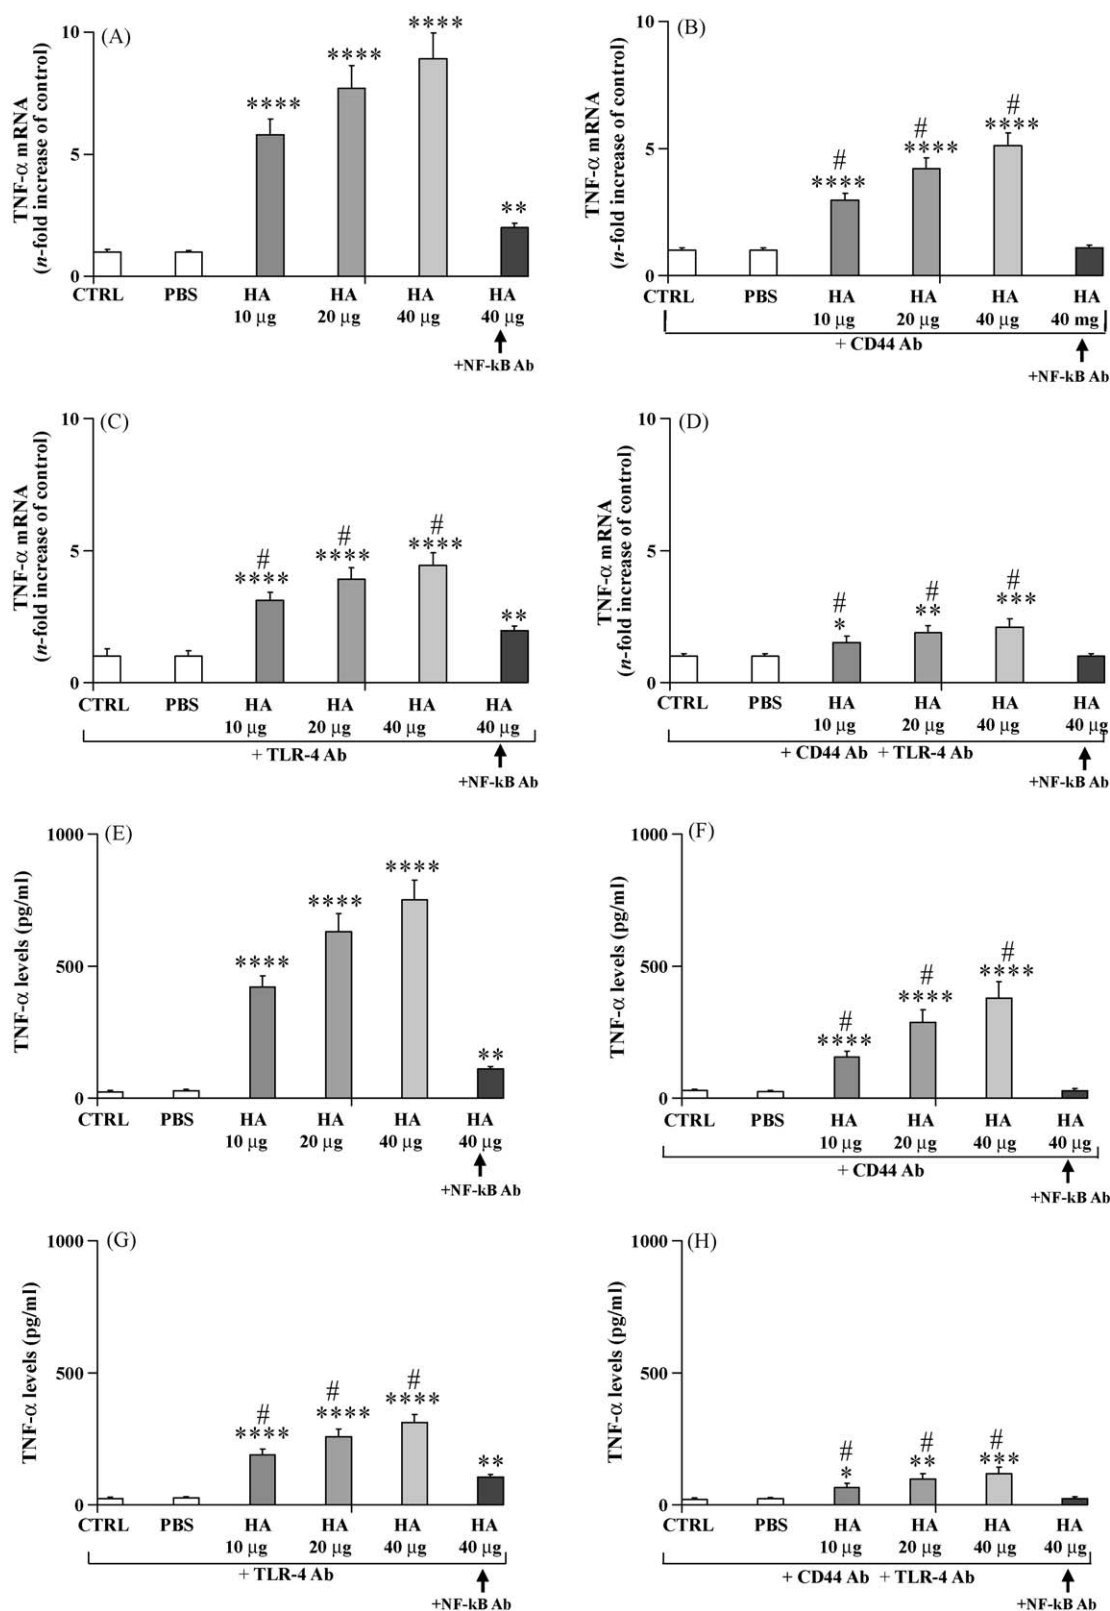 (A)
TNF-α mRNA
(n-fold increase of control)
10
5
0
****
****
****
**
CTRL PBS HA HA HA HA
10 µg 20 µg 40 µg 40 µg
+NF-kB Ab
(B)
TNF-α mRNA
(n-fold increase of control)
10
5
0
# # #
**** **** ****
CTRL PBS HA HA HA HA
10 µg 20 µg 40 µg 40 mg
+ CD44 Ab
+NF-kB Ab
(C)
TNF-α mRNA
(n-fold increase of control)
10
5
0
# # #
**** **** ****
**
CTRL PBS HA HA HA HA
10 µg 20 µg 40 µg 40 µg
+ TLR-4 Ab
+NF-kB Ab
(D)
TNF-α mRNA
(n-fold increase of control)
10
5
0
# # #
* ** ***
CTRL PBS HA HA HA HA
10 µg 20 µg 40 µg 40 µg
+ CD44 Ab + TLR-4 Ab
+NF-kB Ab
(E)
TNF-α levels (pg/ml)
1000
500
0
****
****
****
**
CTRL PBS HA HA HA HA
10 µg 20 µg 40 µg 40 µg
+NF-kB Ab
(F)
TNF-α levels (pg/ml)
1000
500
0
# # #
**** **** ****
CTRL PBS HA HA HA HA
10 µg 20 µg 40 µg 40 µg
+ CD44 Ab
+NF-kB Ab
(G)
TNF-α levels (pg/ml)
1000
500
0
# # #
**** **** ****
**
CTRL PBS HA HA HA HA
10 µg 20 µg 40 µg 40 µg
+ TLR-4 Ab
+NF-kB Ab
(H)
TNF-α levels (pg/ml)
1000
500
0
# # #
* ** ***
CTRL PBS HA HA HA HA
10 µg 20 µg 40 µg 40 µg
+ CD44 Ab + TLR-4 Ab
+NF-kB Ab